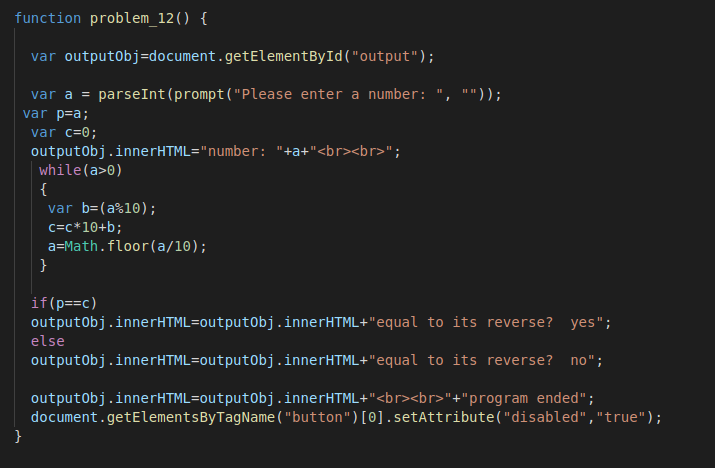 function problem_12() {
var outputObj=document.getElementById("output");
var a = parseInt(prompt("Please enter a number: ", ""));
var p=a;
var c=0;
outputObj.innerHTML="number: "+a+"<br><br>";
while(a>0)
{
var b=(a%10);
c=c*10+b;
a=Math.floor(a/10);
}
if(p==c)
outputObj.innerHTML=outputObj.innerHTML+"equal to its reverse?  yes";
else
outputObj.innerHTML=outputObj.innerHTML+"equal to its reverse?  no";
outputObj.innerHTML=outputObj.innerHTML+"<br><br>"+"program ended";
document.getElementsByTagName("button")[0].setAttribute("disabled","true");
}